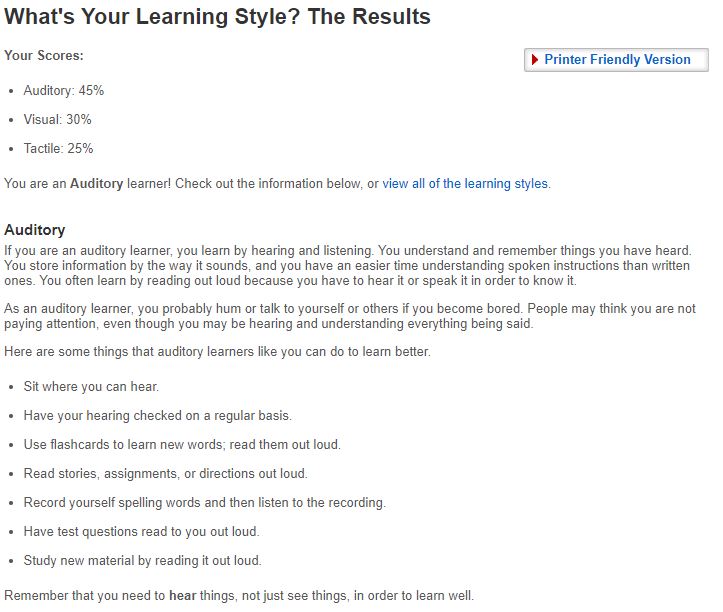 What's Your Learning Style? The Results
Your Scores:
Printer Friendly Version
• Auditory: 45%
• Visual: 30%
• Tactile: 25%
You are an Auditory learner! Check out the information below, or view all of the learning styles.
Auditory
If you are an auditory learner, you learn by hearing and listening. You understand and remember things you have heard.
You store information by the way it sounds, and you have an easier time understanding spoken instructions than written
ones. You often learn by reading out loud because you have to hear it or speak it in order to know it.
As an auditory learner, you probably hum or talk to yourself or others if you become bored. People may think you are not
paying attention, even though you may be hearing and understanding everything being said.
Here are some things that auditory learners like you can do to learn better.
• Sit where you can hear.
• Have your hearing checked on a regular basis.
• Use flashcards to learn new words; read them out loud.
• Read stories, assignments, or directions out loud.
• Record yourself spelling words and then listen to the recording.
• Have test questions read to you out loud.
• Study new material by reading it out loud.
Remember that you need to hear things, not just see things, in order to learn well.